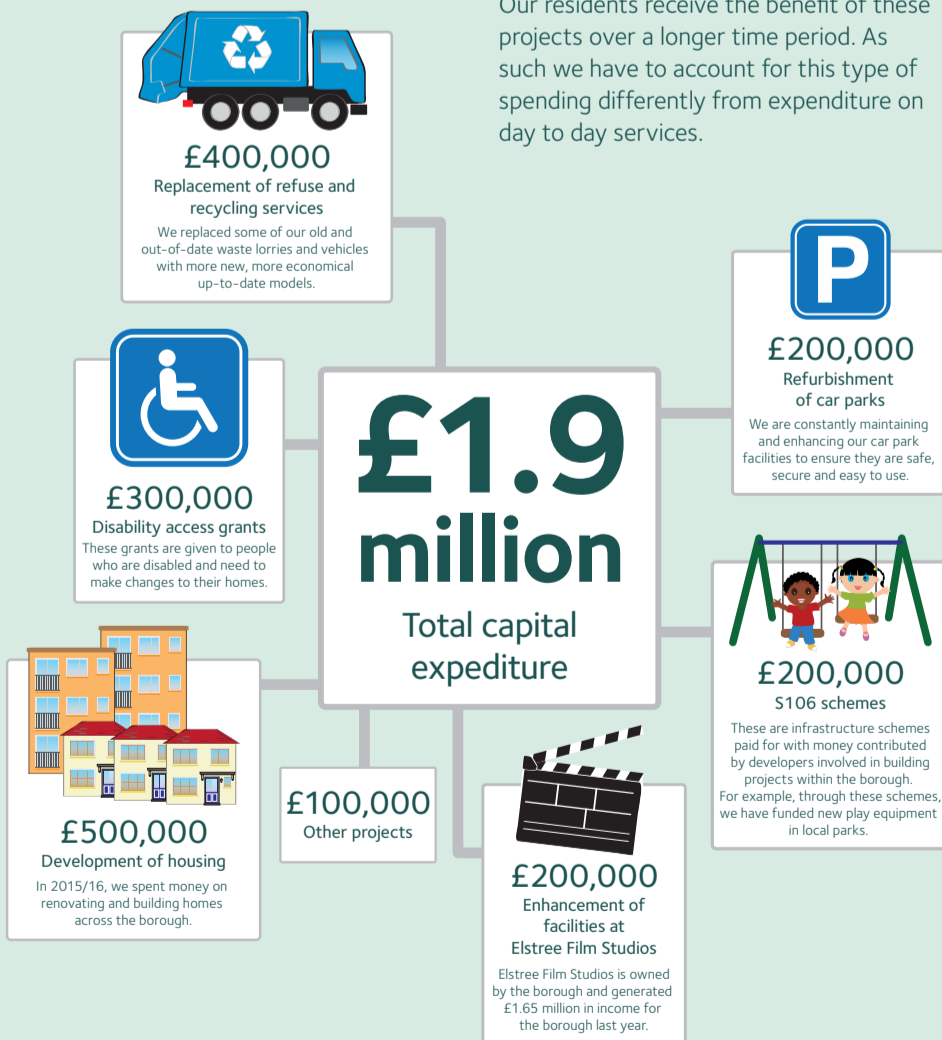 Our residents receive the benefit of these
projects over a longer time period. As
such we have to account for this type of
spending differently from expenditure on
day to day services.
£400,000
Replacement of refuse and
recycling services
We replaced some of our old and
out-of-date waste lorries and vehicles
with more new, more economical
up-to-date models.
P
£200,000
Refurbishment
of car parks
We are constantly maintaining
and enhancing our car park
facilities to ensure they are safe,
secure and easy to use.
£300,000
Disability access grants
These grants are given to people
who are disabled and need to
make changes to their homes.
£1.9
million
Total capital
expediture
£200,000
S106 schemes
These are infrastructure schemes
paid for with money contributed
by developers involved in building
projects within the borough.
For example, through these schemes,
we have funded new play equipment
in local parks.
£500,000
Development of housing
In 2015/16, we spent money on
renovating and building homes
across the borough.
£100,000
Other projects
£200,000
Enhancement of
facilities at
Elstree Film Studios
Elstree Film Studios is owned
by the borough and generated
£1.65 million in income for
the borough last year.